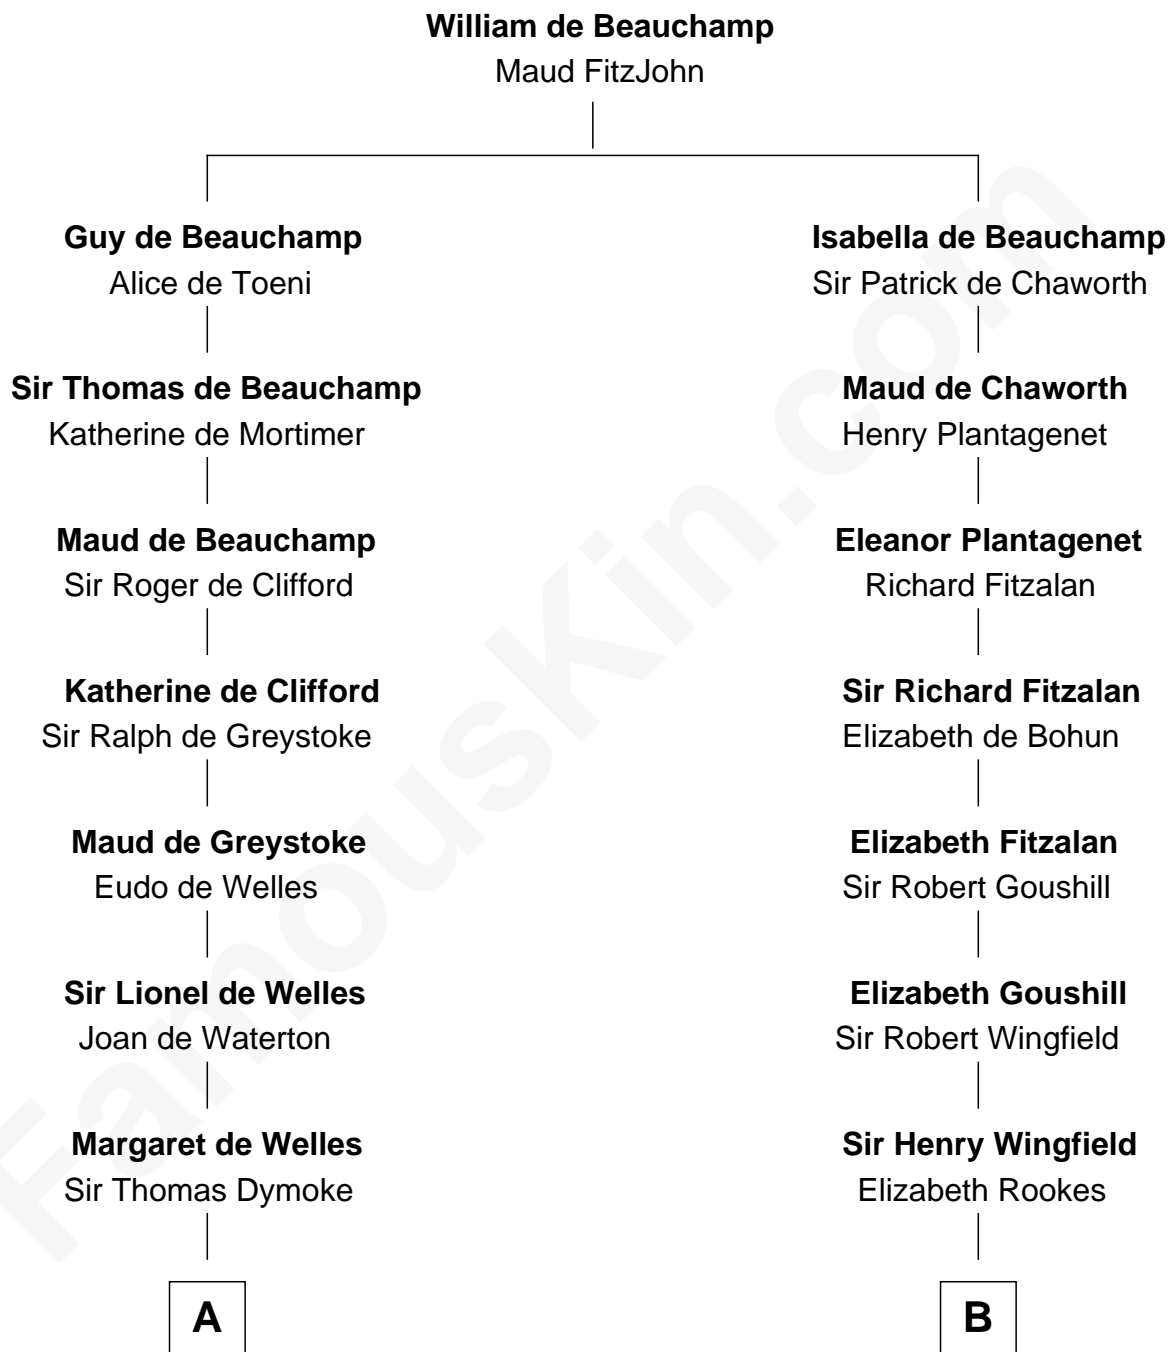 William de Beauchamp
Maud FitzJohn
Guy de Beauchamp
Alice de Toeni
Isabella de Beauchamp
Sir Patrick de Chaworth
Sir Thomas de Beauchamp
Katherine de Mortimer
Maud de Chaworth
Henry Plantagenet
Maud de Beauchamp
Sir Roger de Clifford
Eleanor Plantagenet
Richard Fitzalan
Katherine de Clifford
Sir Ralph de Greystoke
Sir Richard Fitzalan
Elizabeth de Bohun
Maud de Greystoke
Eudo de Welles
Elizabeth Fitzalan
Sir Robert Goushill
Sir Lionel de Welles
Joan de Waterton
Elizabeth Goushill
Sir Robert Wingfield
Margaret de Welles
Sir Thomas Dymoke
Sir Henry Wingfield
Elizabeth Rookes
A
B
FamousKin.com